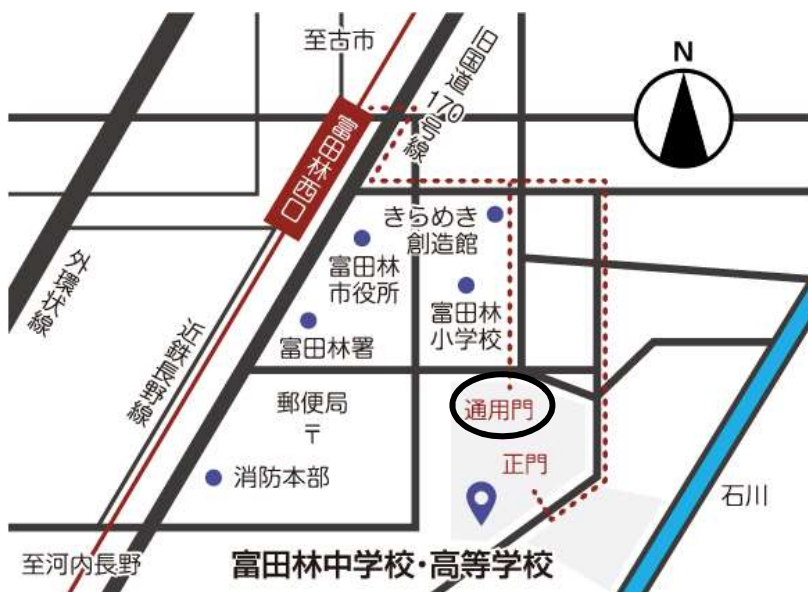 至古市
旧国道170号線
N
富田林西口
きらめき
創造館
富田林
市役所
富田林
小学校
外環状線
近鉄長野線
富田林署
郵便局
〒
通用門
正門
消防本部
石川
至河内長野
富田林中学校・高等学校